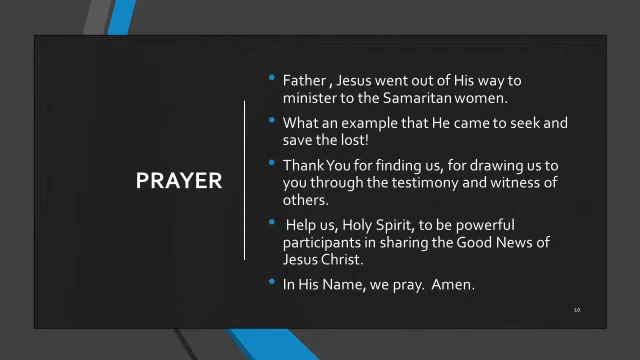 PRAYER
Father , Jesus went out of His way to
minister to the Samaritan women.
What an example that He came to seek and
save the lost!
Thank You for finding us, for drawing us to
you through the testimony and witness of
others.
Help us, Holy Spirit, to be powerful
participants in sharing the Good News of
Jesus Christ.
In His Name, we pray.  Amen.
10